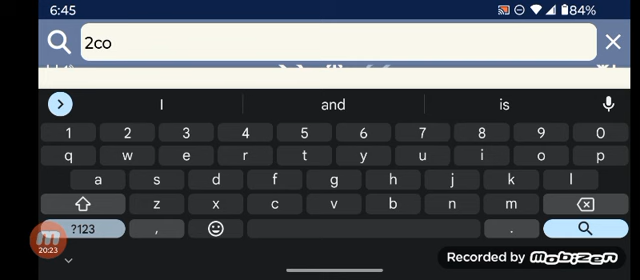 6:45 84%
2co
I and is
1 2 3 4 5 6 7 8 9 0
q w e r t y u i o p
a s d f g h j k l
z x c v b n m
?123 , .
20:23
Recorded by Mobizen